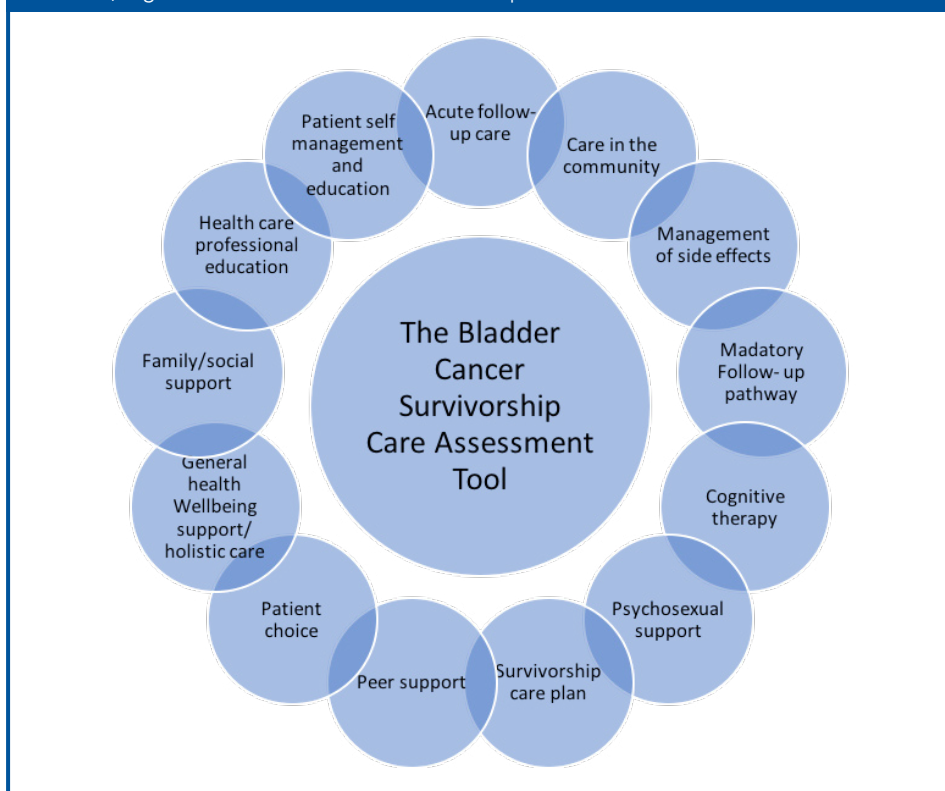 Acute follow-
up care
Care in the
community
Management
of side effects
Madatory
Follow- up
pathway
Cognitive
therapy
Psychosexual
support
Survivorship
care plan
Peer support
Patient
choice
General
health
Wellbeing
support/
holistic care
Family/social
support
Health care
professional
education
Patient self
management
and
education
The Bladder
Cancer
Survivorship
Care Assessment
Tool